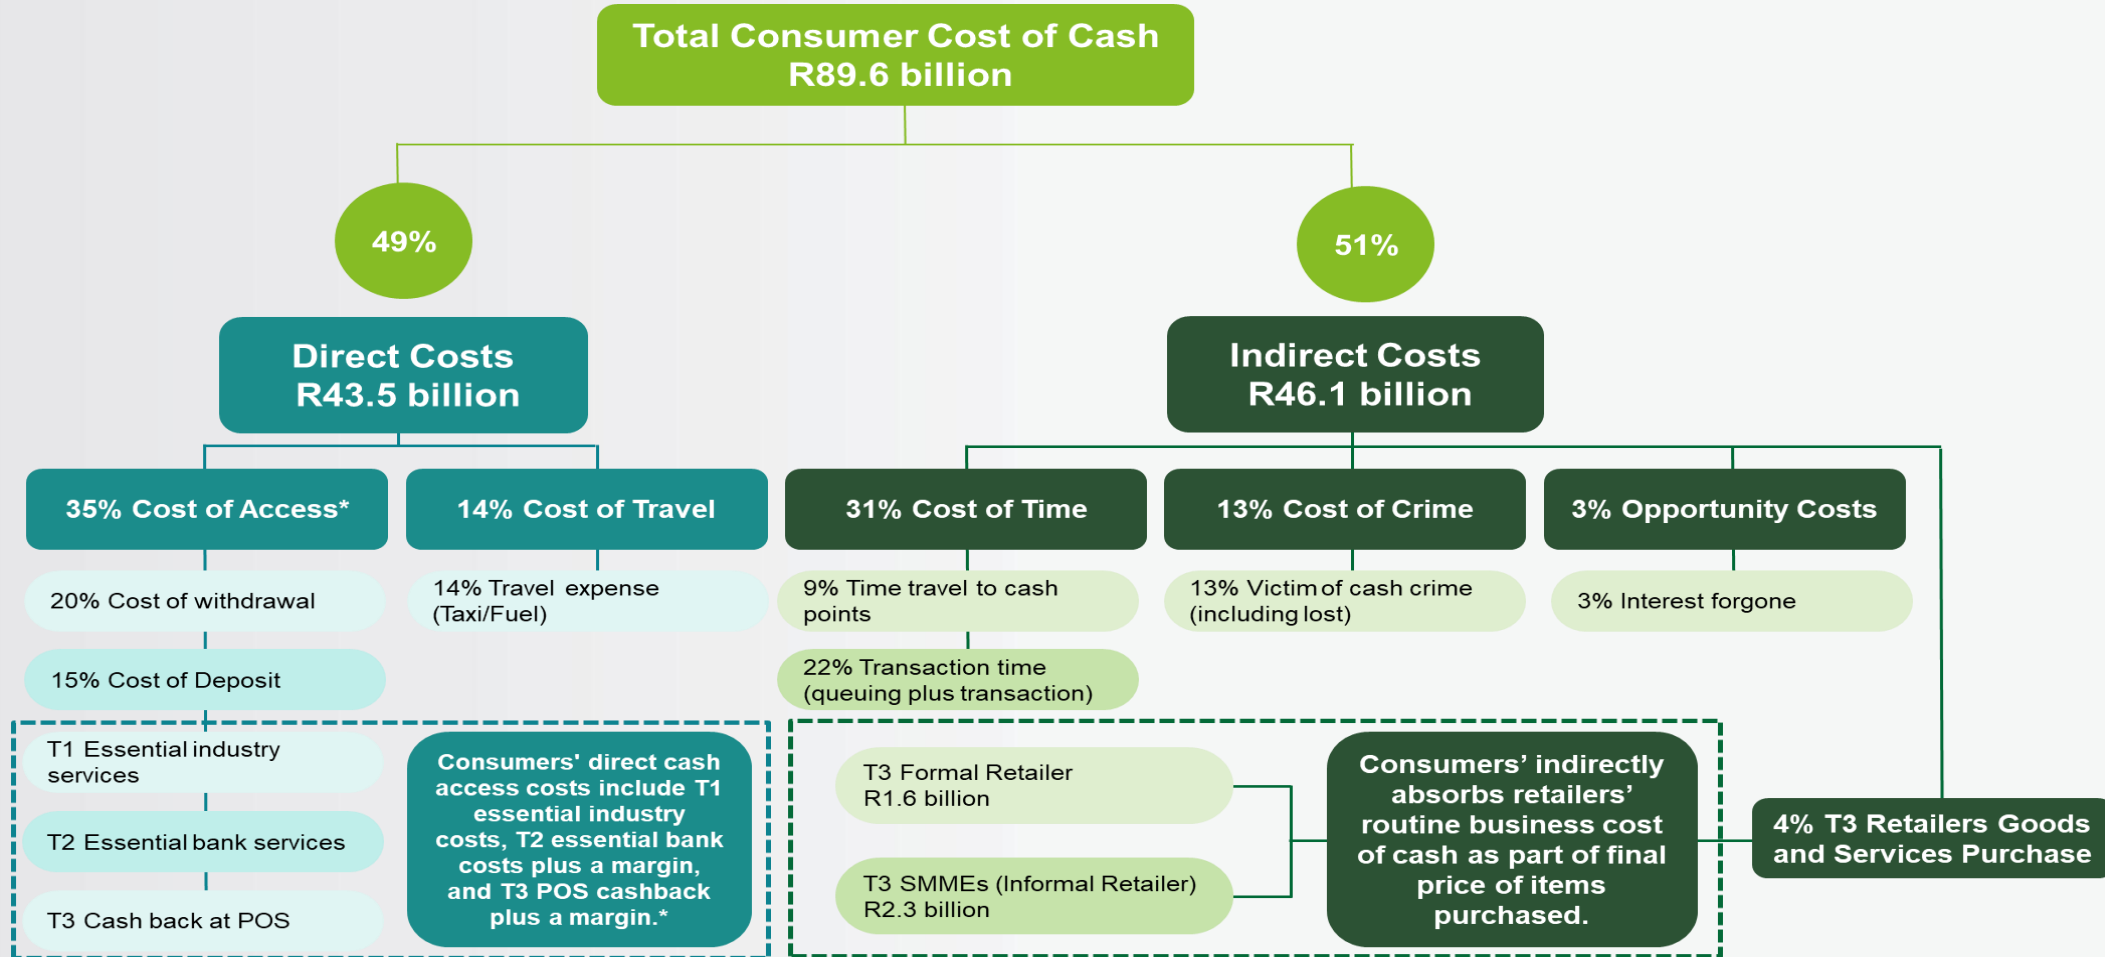 Total Consumer Cost of Cash
R89.6 billion
49%
51%
Direct Costs
R43.5 billion
Indirect Costs
R46.1 billion
35% Cost of Access*
14% Cost of Travel
31% Cost of Time
13% Cost of Crime
3% Opportunity Costs
20% Cost of withdrawal
14% Travel expense
(Taxi/Fuel)
9% Time travel to cash
points
13% Victim of cash crime
(including lost)
3% Interest forgone
15% Cost of Deposit
22% Transaction time
(queuing plus transaction)
T1 Essential industry
services
T2 Essential bank services
T3 Cash back at POS
Consumers' direct cash
access costs include T1
essential industry
costs, T2 essential bank
costs plus a margin,
and T3 POS cashback
plus a margin.*
T3 Formal Retailer
R1.6 billion
T3 SMMEs (Informal Retailer)
R2.3 billion
Consumers’ indirectly
absorbs retailers’
routine business cost
of cash as part of final
price of items
purchased.
4% T3 Retailers Goods
and Services Purchase